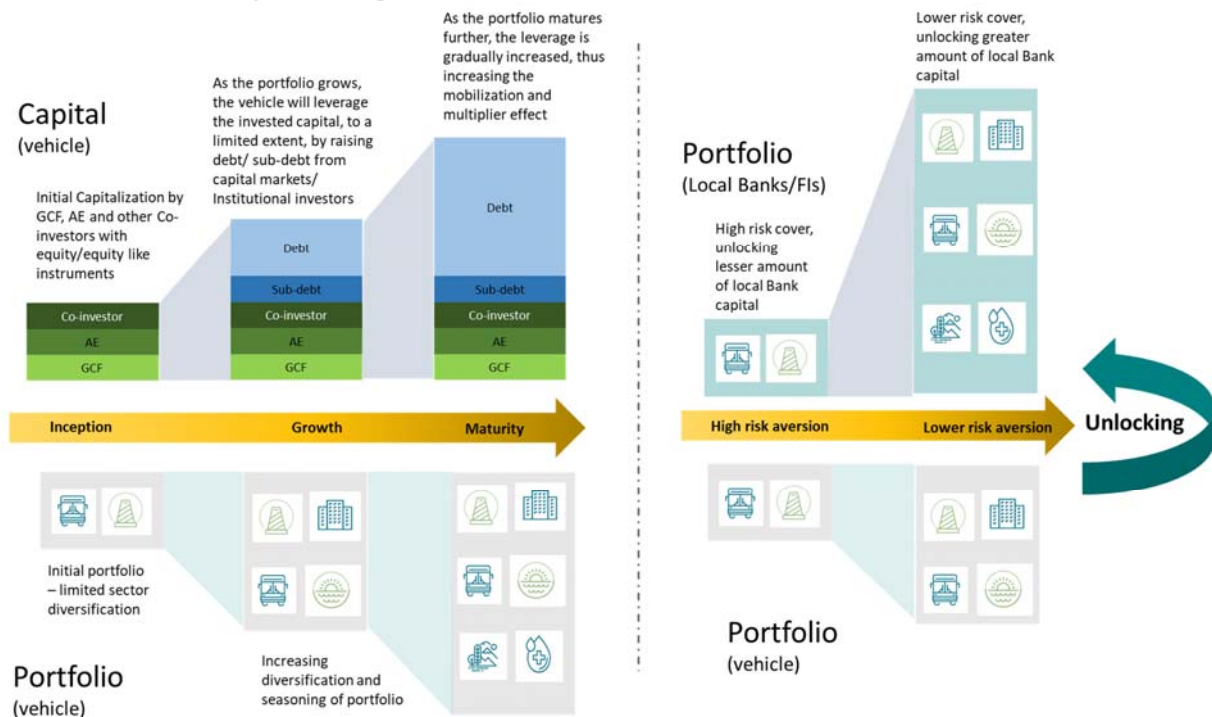 Capital
(vehicle)
Initial Capitalization by
GCF, AE and other Co-
investors with
equity/equity like
instruments
As the portfolio grows,
the vehicle will leverage
the invested capital, to a
limited extent, by raising
debt/ sub-debt from
capital markets/
Institutional investors
As the portfolio matures
further, the leverage is
gradually increased, thus
increasing the
mobilization and
multiplier effect
Co-investor
AE
GCF
Debt
Sub-debt
Co-investor
AE
GCF
Debt
Sub-debt
Co-investor
AE
GCF
Inception
Growth
Maturity
Initial portfolio
– limited sector
diversification
Increasing
diversification and
seasoning of portfolio
Portfolio
(vehicle)
Portfolio
(Local Banks/FIs)
High risk cover,
unlocking
lesser amount
of local Bank
capital
Lower risk cover,
unlocking greater
amount of local Bank
capital
High risk aversion
Lower risk aversion
Unlocking
Portfolio
(vehicle)